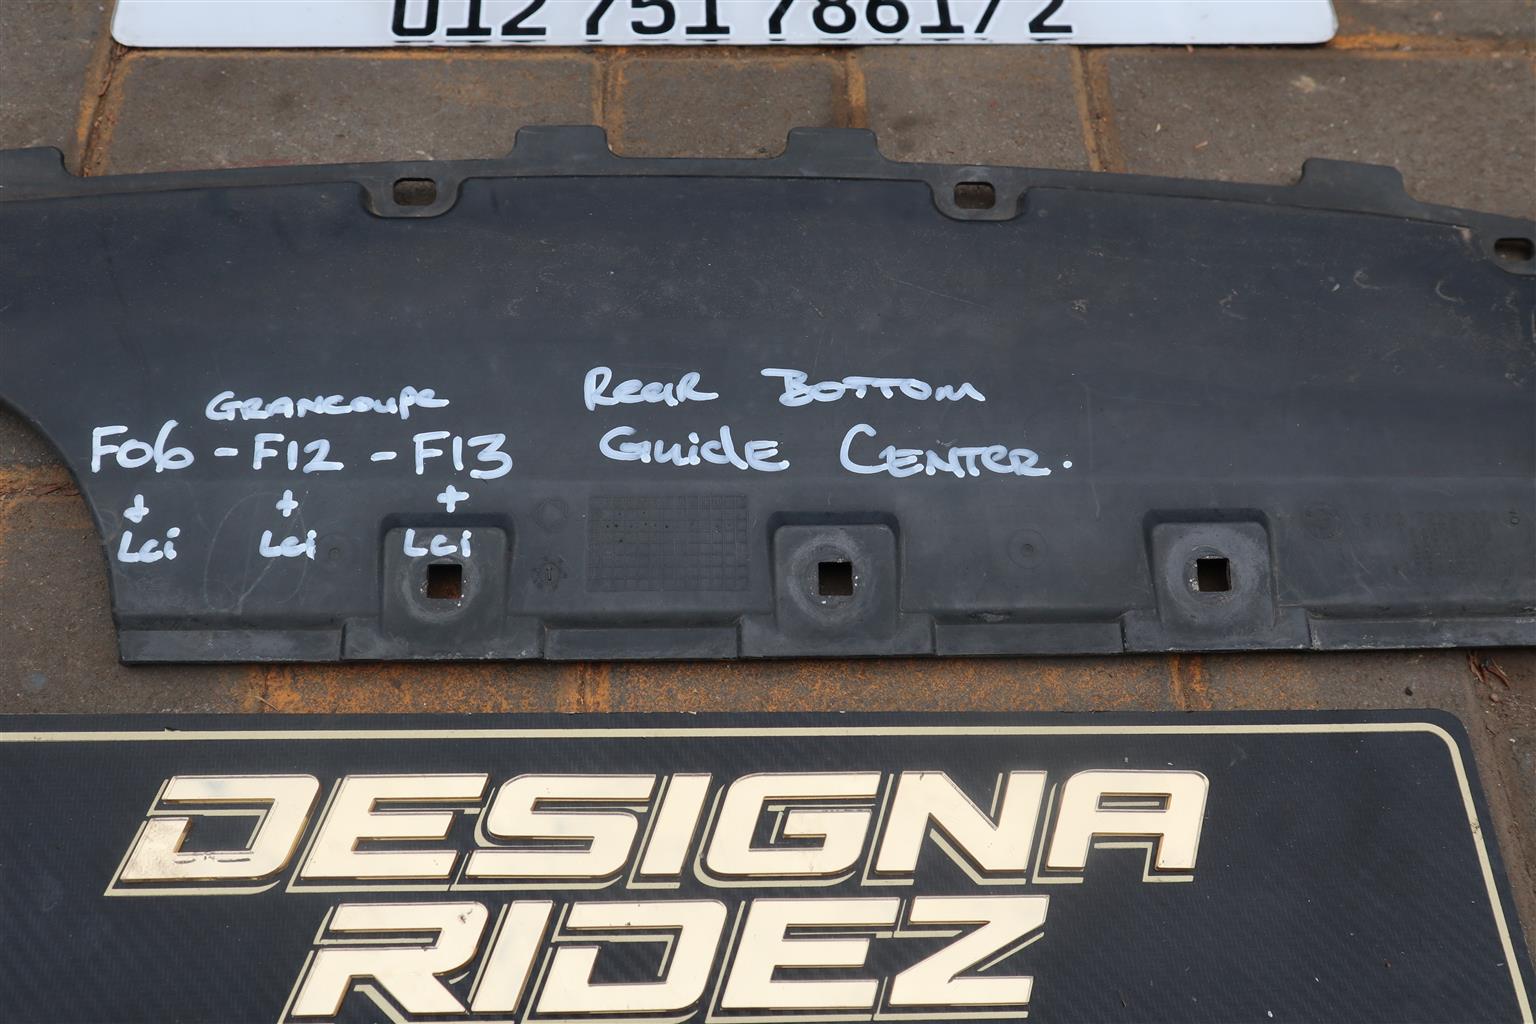 012 751 7861/2
GRANCOUPE
F06 - F12 - F13
+ + +
Lci Lci Lci
Rear Bottom
Guide Center.
DESIGNA
RIDEZ